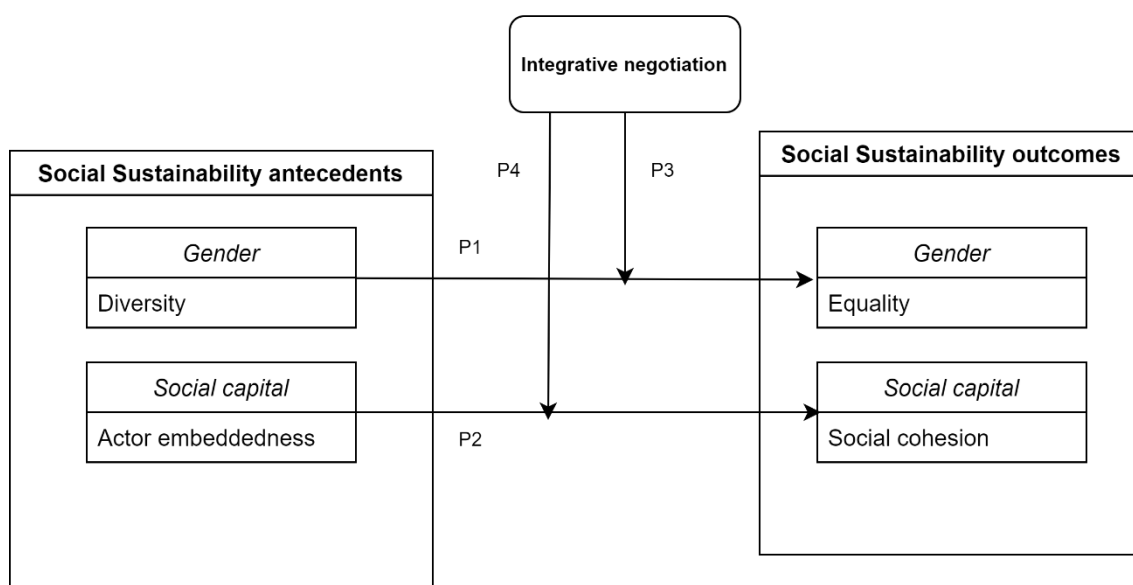 Integrative negotiation
Social Sustainability antecedents
Social Sustainability outcomes
P4
P3
Gender
Diversity
P1
Gender
Equality
Social capital
Actor embeddedness
P2
Social capital
Social cohesion